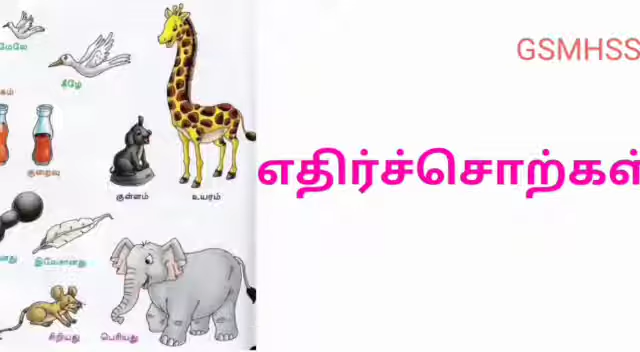 GSMHSS
எதிர்ச்சொற்கள்
மேலே
கீழே
குறைவு
குள்ளம்
உயரம்
இலேசானது
சிறியது
பெரியது